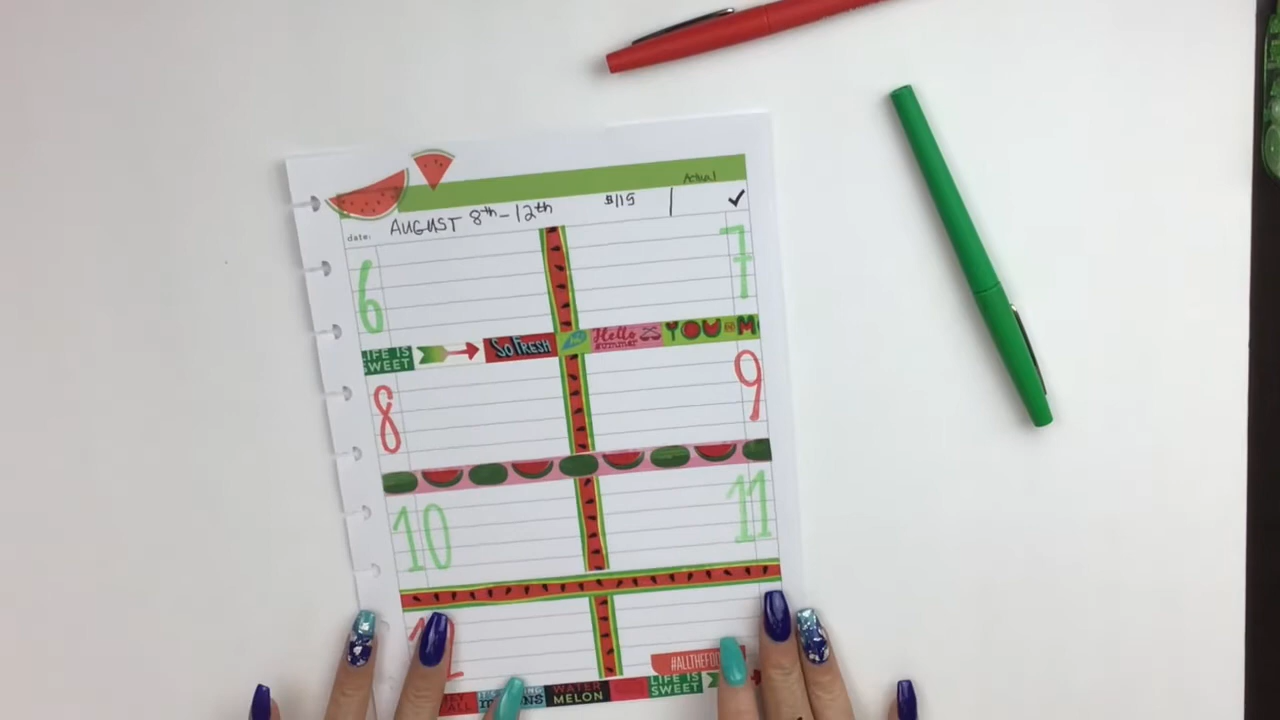 Actual
date: AUGUST 8th - 12th $115 | ✓
6 7
LIFE IS SWEET SO FRESH Hello summer YOU
8 9
10 11
#ALLTHEFOO
WATER MELON LIFE IS SWEET